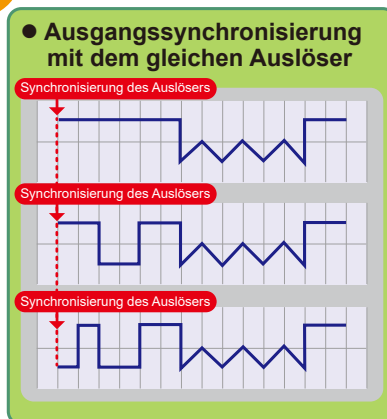 ● Ausgangssynchronisierung
mit dem gleichen Auslöser
Synchronisierung des Auslösers
Synchronisierung des Auslösers
Synchronisierung des Auslösers